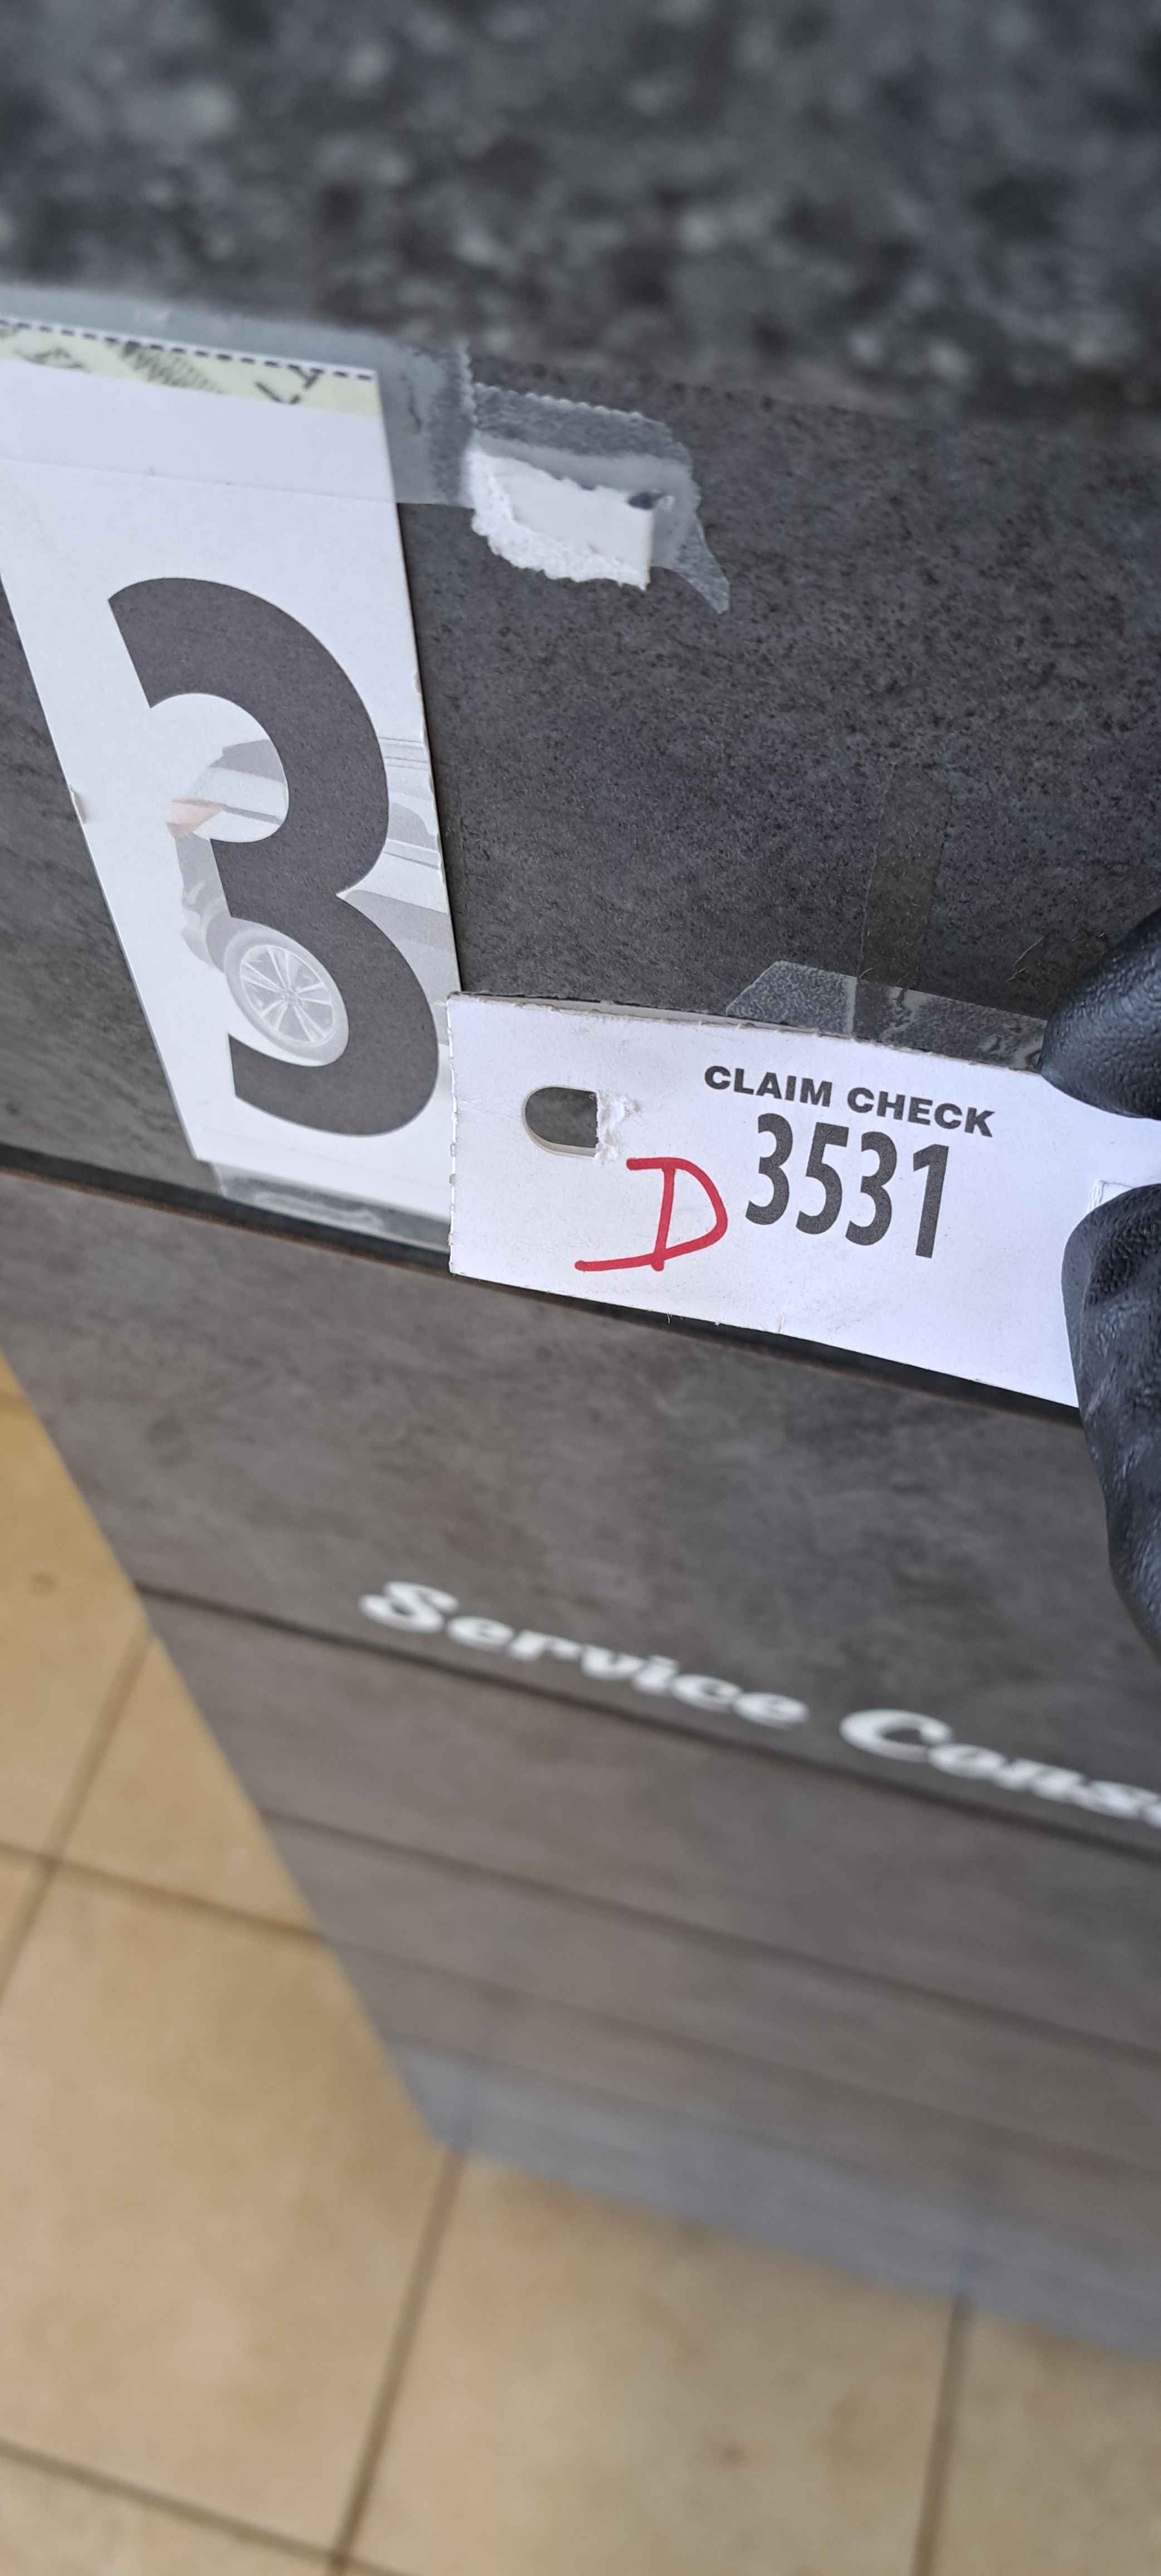 3
CLAIM CHECK
D 3531
Service